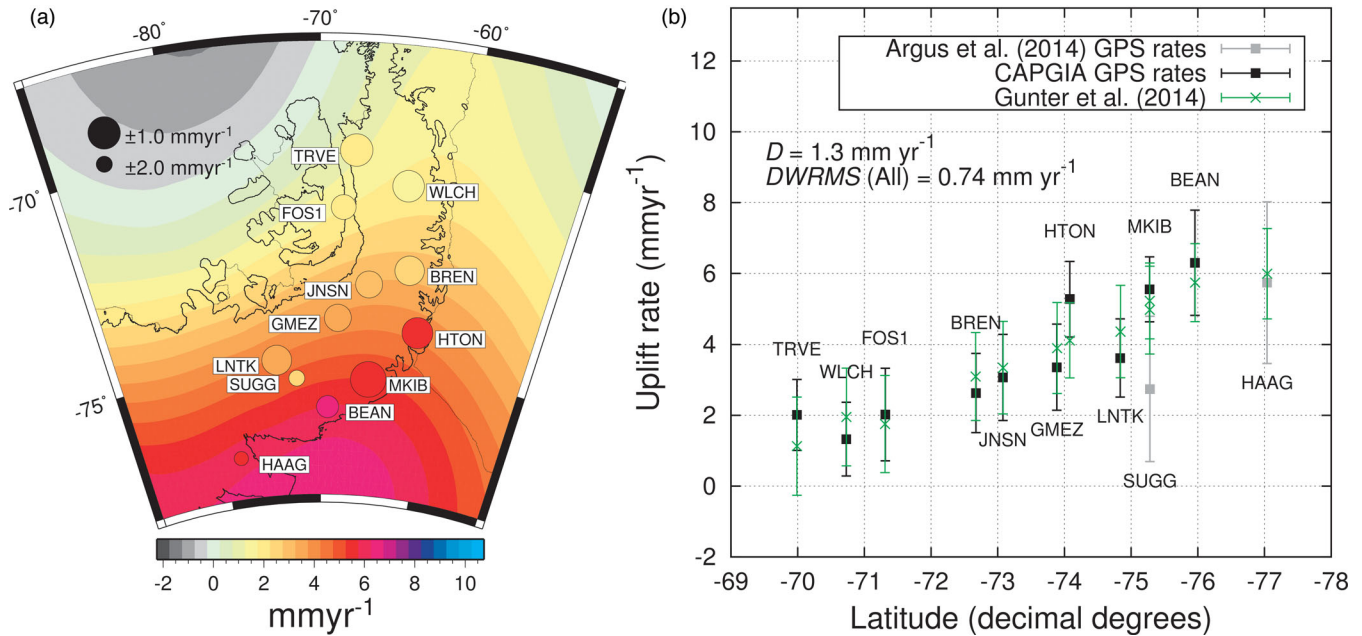 (a)
-80°
-70°
-60°
±1.0 mmyr-1
±2.0 mmyr-1
-70°
-75°
TRVE
WLCH
FOS1
BREN
JNSN
GMEZ
HTON
LNTK
SUGG
MKIB
BEAN
HAAG
-2 0 2 4 6 8 10
mmyr-1
(b)
Argus et al. (2014) GPS rates
CAPGIA GPS rates
Gunter et al. (2014)
D = 1.3 mm yr-1
DWRMS (All) = 0.74 mm yr-1
BEAN
MKIB
HTON
TRVE
WLCH
FOS1
BREN
JNSN
GMEZ
LNTK
SUGG
HAAG
Uplift rate (mmyr-1)
12
10
8
6
4
2
0
-2
-69 -70 -71 -72 -73 -74 -75 -76 -77 -78
Latitude (decimal degrees)